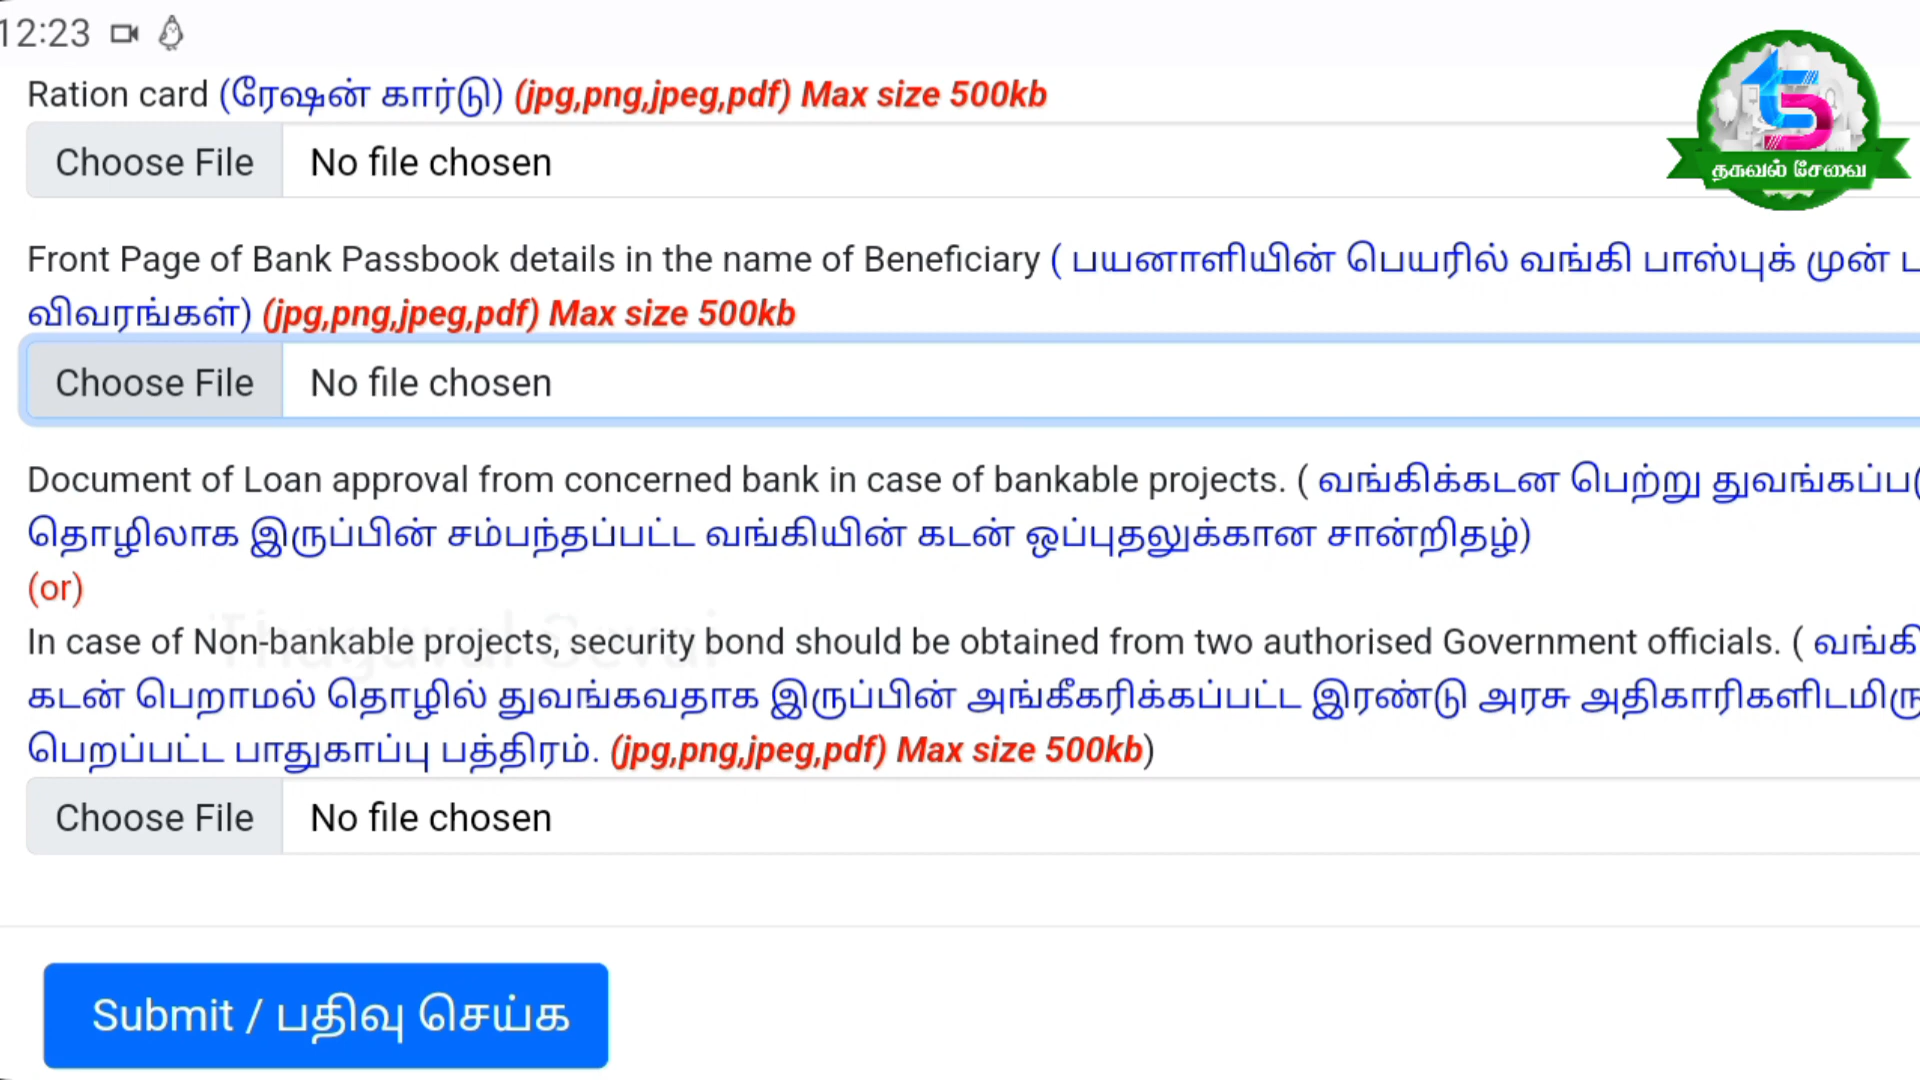 12:23
Ration card (ரேஷன் கார்டு) (jpg,png,jpeg,pdf) Max size 500kb
Choose File No file chosen
தகவல் சேவை
Front Page of Bank Passbook details in the name of Beneficiary ( பயனாளியின் பெயரில் வங்கி பாஸ்புக் முன்
விவரங்கள்) (jpg,png,jpeg,pdf) Max size 500kb
Choose File No file chosen
Document of Loan approval from concerned bank in case of bankable projects. ( வங்கிக்கடன பெற்று
தொழிலாக இருப்பின் சம்பந்தப்பட்ட வங்கியின் கடன் ஒப்புதலுக்கான சான்றிதழ்)
(or)
Thagaval Sevai
In case of Non-bankable projects, security bond should be obtained from two authorised Government officials. ( வங்கி
கடன் பெறாமல் தொழில் துவங்கவதாக இருப்பின் அங்கீகரிக்கப்பட்ட இரண்டு அரசு
பெறப்பட்ட பாதுகாப்பு பத்திரம். (jpg,png,jpeg,pdf) Max size 500kb)
Choose File No file chosen
Submit / பதிவு செய்க